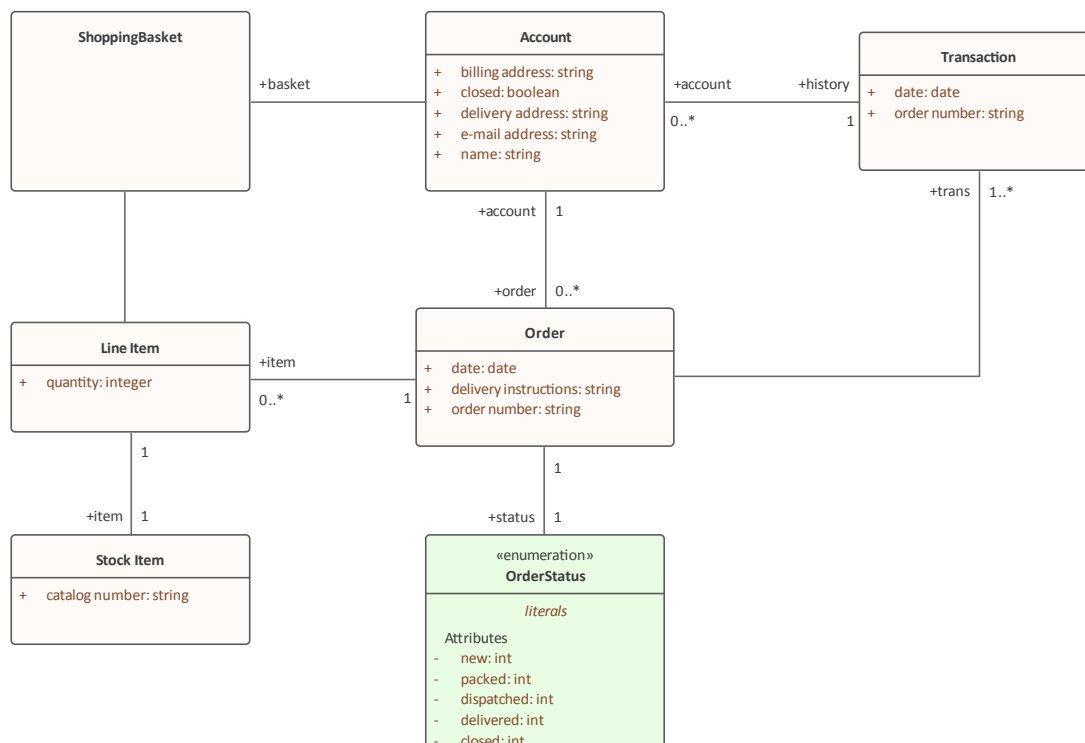 ShoppingBasket
+basket
Account
+ billing address: string
+ closed: boolean
+ delivery address: string
+ e-mail address: string
+ name: string
+account
0..*
+history
1
Transaction
+ date: date
+ order number: string
+trans
1..*
+account
1
+order
0..*
Line Item
+ quantity: integer
+item
0..*
1
Order
+ date: date
+ delivery instructions: string
+ order number: string
1
+item
1
Stock Item
+ catalog number: string
1
+status
1
«enumeration»
OrderStatus
literals
Attributes
- new: int
- packed: int
- dispatched: int
- delivered: int
- closed: int